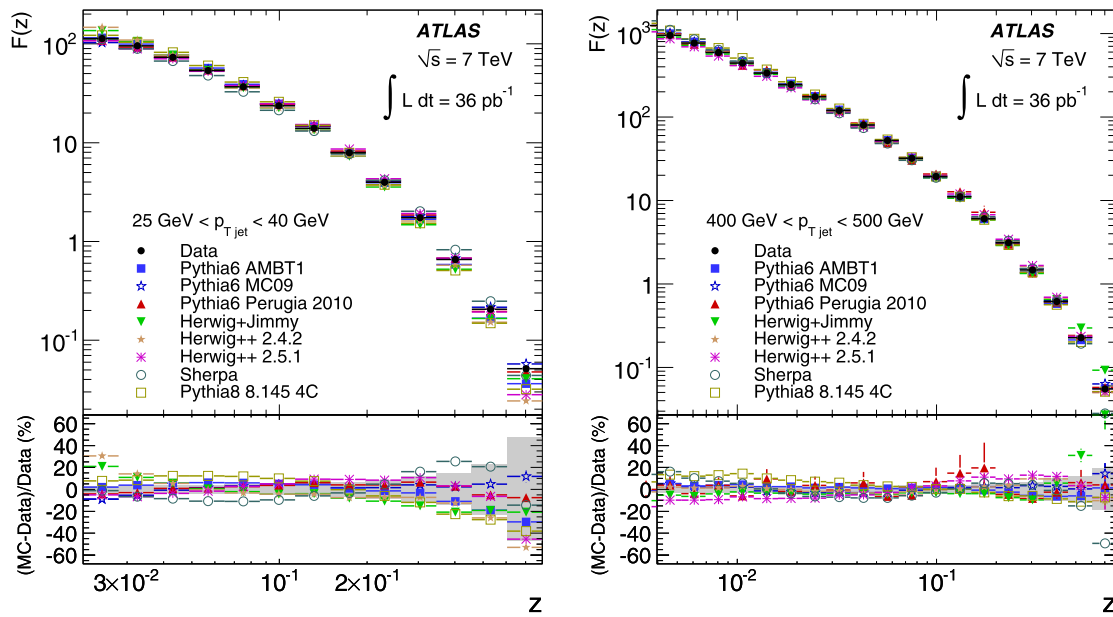 F(z)
10²
10
1
10⁻¹
ATLAS
√s = 7 TeV
∫ L dt = 36 pb⁻¹
25 GeV < p_T jet < 40 GeV
Data
Pythia6 AMBT1
Pythia6 MC09
Pythia6 Perugia 2010
Herwig+Jimmy
Herwig++ 2.4.2
Herwig++ 2.5.1
Sherpa
Pythia8 8.145 4C
(MC-Data)/Data (%)
60
40
20
0
-20
-40
-60
3×10⁻²
10⁻¹
2×10⁻¹
z
F(z)
10³
10²
10
1
10⁻¹
ATLAS
√s = 7 TeV
∫ L dt = 36 pb⁻¹
400 GeV < p_T jet < 500 GeV
Data
Pythia6 AMBT1
Pythia6 MC09
Pythia6 Perugia 2010
Herwig+Jimmy
Herwig++ 2.4.2
Herwig++ 2.5.1
Sherpa
Pythia8 8.145 4C
(MC-Data)/Data (%)
60
40
20
0
-20
-40
-60
10⁻²
10⁻¹
z